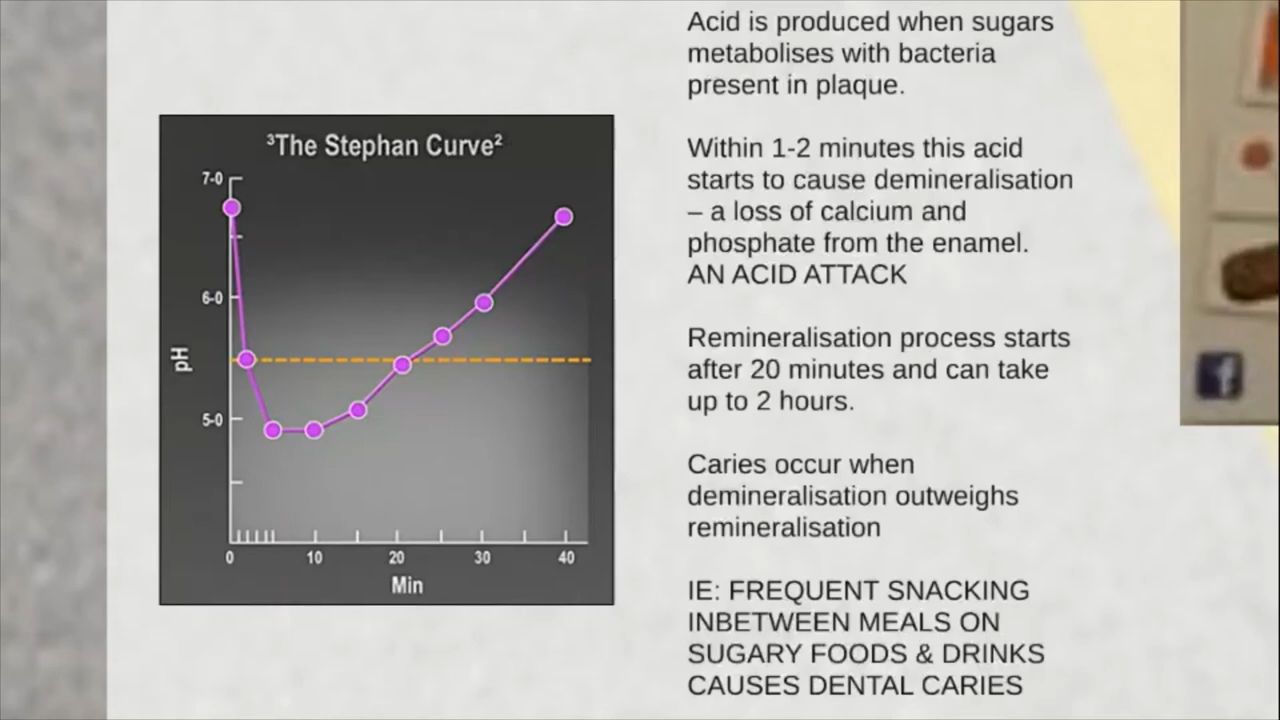 ³The Stephan Curve²
7-0
6-0
5-0
pH
0 10 20 30 40
Min
Acid is produced when sugars
metabolises with bacteria
present in plaque.
Within 1-2 minutes this acid
starts to cause demineralisation
– a loss of calcium and
phosphate from the enamel.
AN ACID ATTACK
Remineralisation process starts
after 20 minutes and can take
up to 2 hours.
Caries occur when
demineralisation outweighs
remineralisation
IE: FREQUENT SNACKING
INBETWEEN MEALS ON
SUGARY FOODS & DRINKS
CAUSES DENTAL CARIES